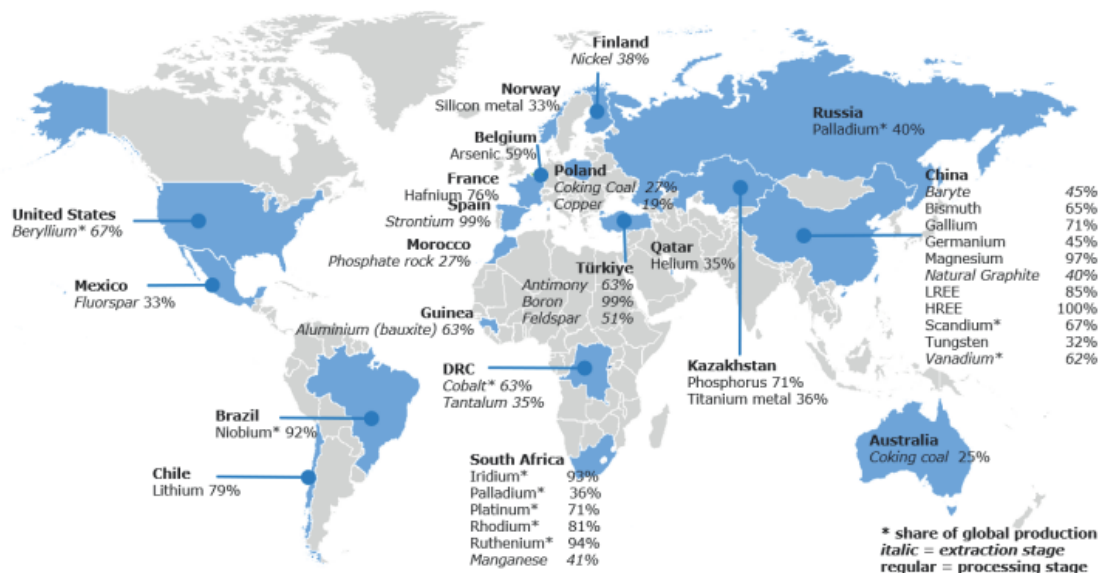 Finland
Nickel 38%
Norway
Silicon metal 33%
Russia
Palladium* 40%
Belgium
Arsenic 59%
Poland
Coking Coal 27%
Copper 19%
France
Hafnium 76%
Spain
Strontium 99%
China
Baryte 45%
Bismuth 65%
Gallium 71%
Germanium 45%
Magnesium 97%
Natural Graphite 40%
LREE 85%
HREE 100%
Scandium* 67%
Tungsten 32%
Vanadium* 62%
United States
Beryllium* 67%
Morocco
Phosphate rock 27%
Qatar
Helium 35%
Türkiye
Antimony 63%
Boron 99%
Feldspar 51%
Mexico
Fluorspar 33%
Guinea
Aluminium (bauxite) 63%
DRC
Cobalt* 63%
Tantalum 35%
Kazakhstan
Phosphorus 71%
Titanium metal 36%
Brazil
Niobium* 92%
Australia
Coking coal 25%
Chile
Lithium 79%
South Africa
Iridium* 93%
Palladium* 36%
Platinum* 71%
Rhodium* 81%
Ruthenium* 94%
Manganese 41%
* share of global production
italic = extraction stage
regular = processing stage